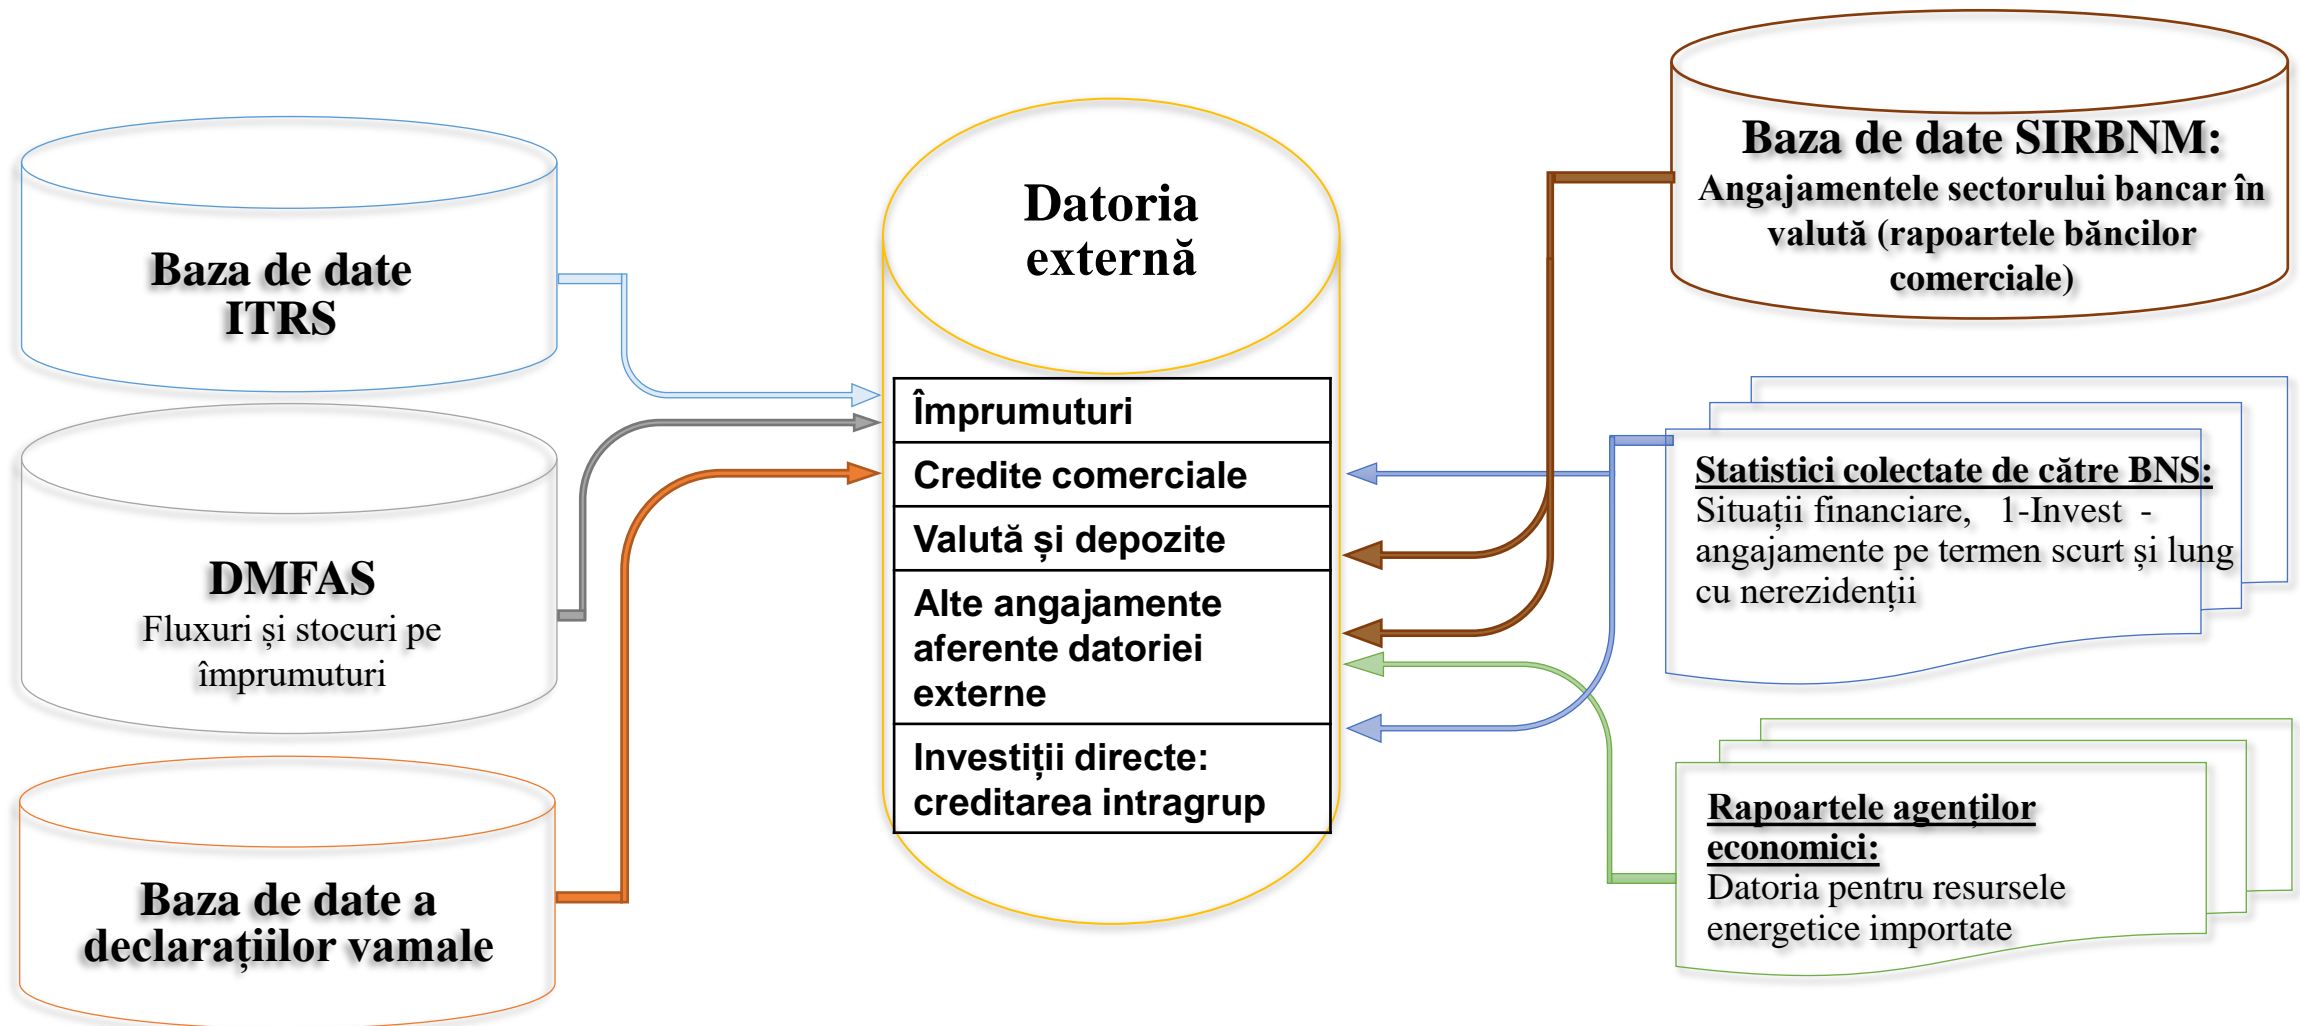 Baza de date
ITRS
DMFAS
Fluxuri și stocuri pe
împrumuturi
Baza de date a
declarațiilor vamale
Datoria
externă
Împrumuturi
Credite comerciale
Valută și depozite
Alte angajamente
aferente datoriei
externe
Investiții directe:
creditarea intragrup
Baza de date SIRBNM:
Angajamentele sectorului bancar în
valută (rapoartele băncilor
comerciale)
Statistici colectate de către BNS:
Situații financiare, 1-Invest -
angajamente pe termen scurt și lung
cu nerezidenții
Rapoartele agenților
economici:
Datoria pentru resursele
energetice importate